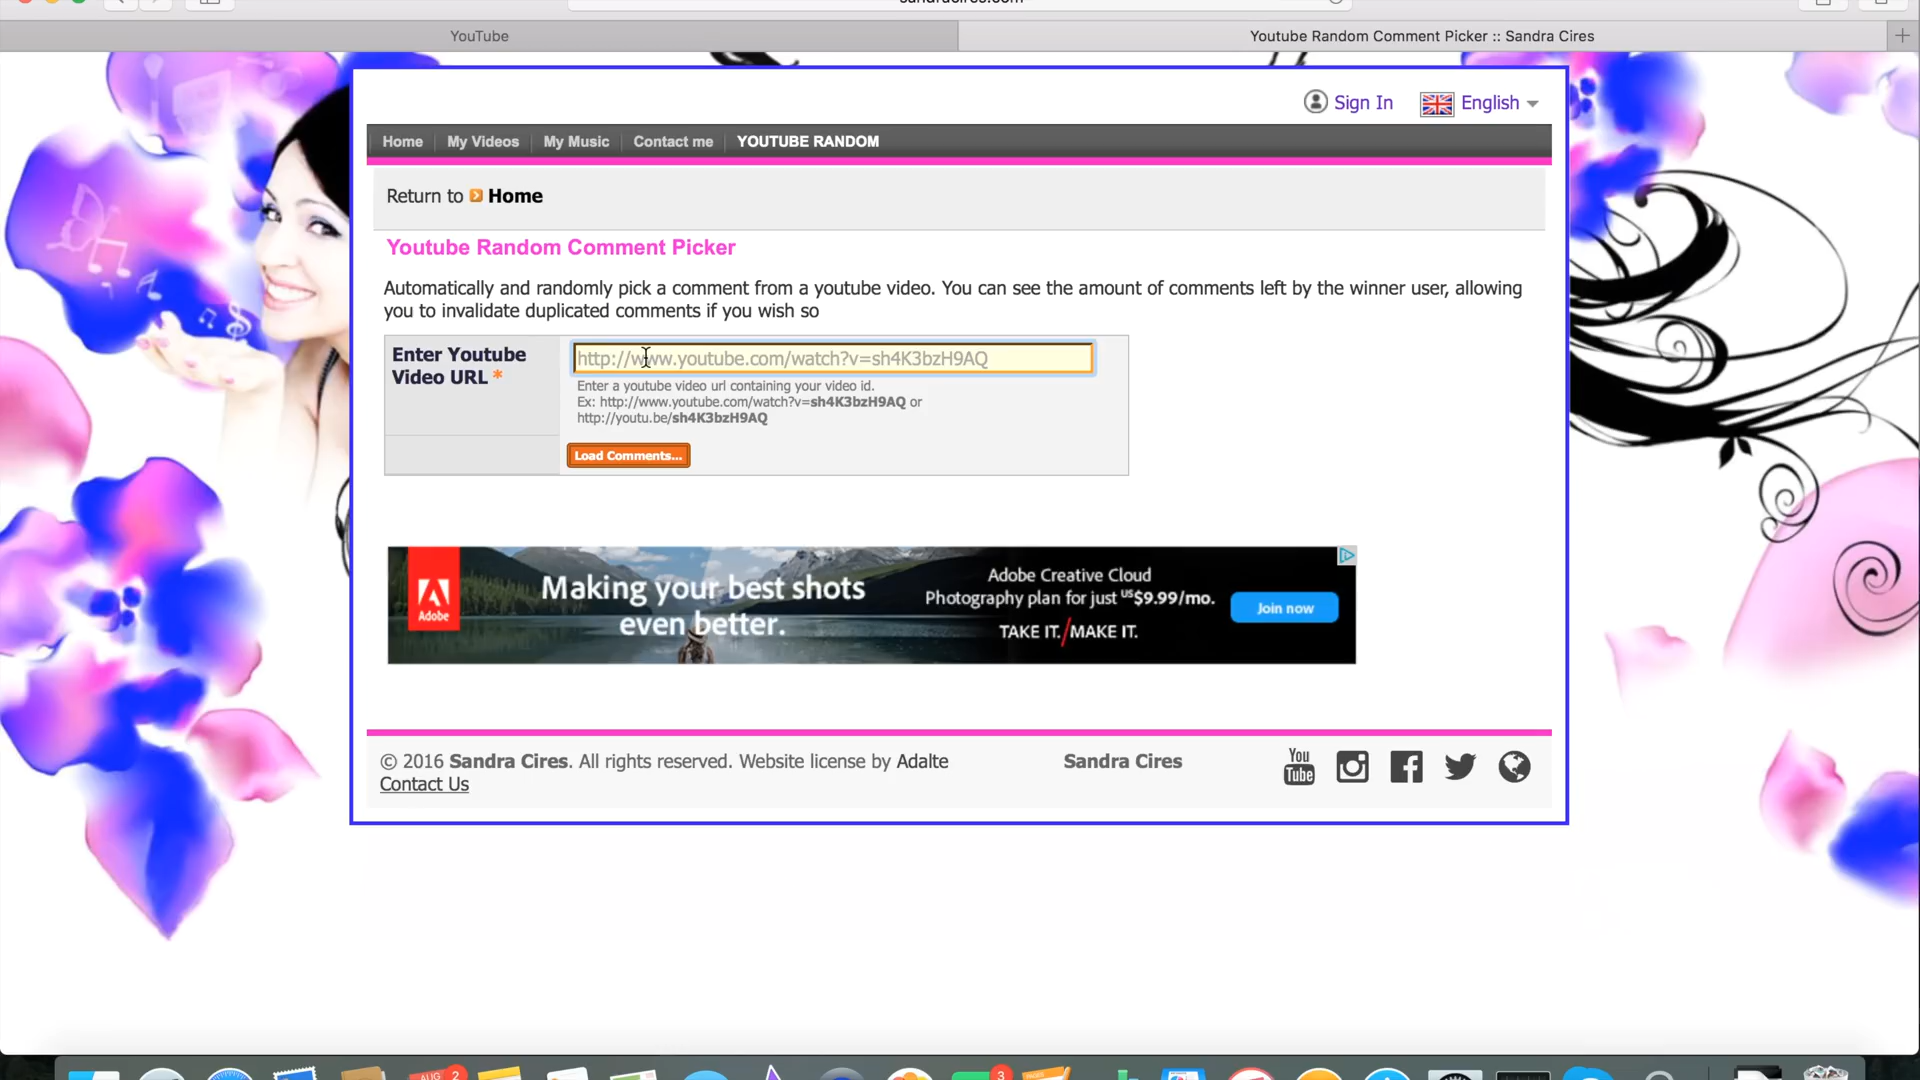 YouTube
Youtube Random Comment Picker :: Sandra Cires
Sign In
English
Home
My Videos
My Music
Contact me
YOUTUBE RANDOM
Return to Home
Youtube Random Comment Picker
Automatically and randomly pick a comment from a youtube video. You can see the amount of comments left by the winner user, allowing
you to invalidate duplicated comments if you wish so
Enter Youtube
Video URL *
http://www.youtube.com/watch?v=sh4K3bzH9AQ
Enter a youtube video url containing your video id.
Ex: http://www.youtube.com/watch?v=sh4K3bzH9AQ or
http://youtu.be/sh4K3bzH9AQ
Load Comments...
Adobe
Making your best shots
even better.
Adobe Creative Cloud
Photography plan for just US$9.99/mo.
TAKE IT./MAKE IT.
Join now
© 2016 Sandra Cires. All rights reserved. Website license by Adalte
Contact Us
Sandra Cires
You
Tube
AUG
2
3
PAGES